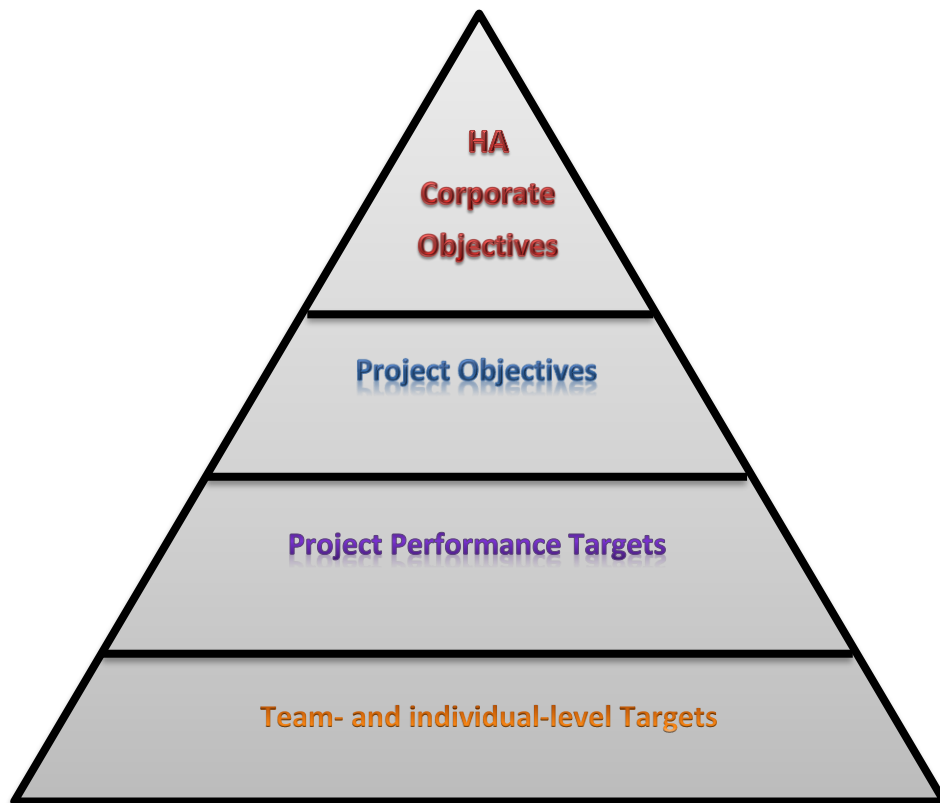 HA
Corporate
Objectives
Project Objectives
Project Performance Targets
Team- and individual-level Targets